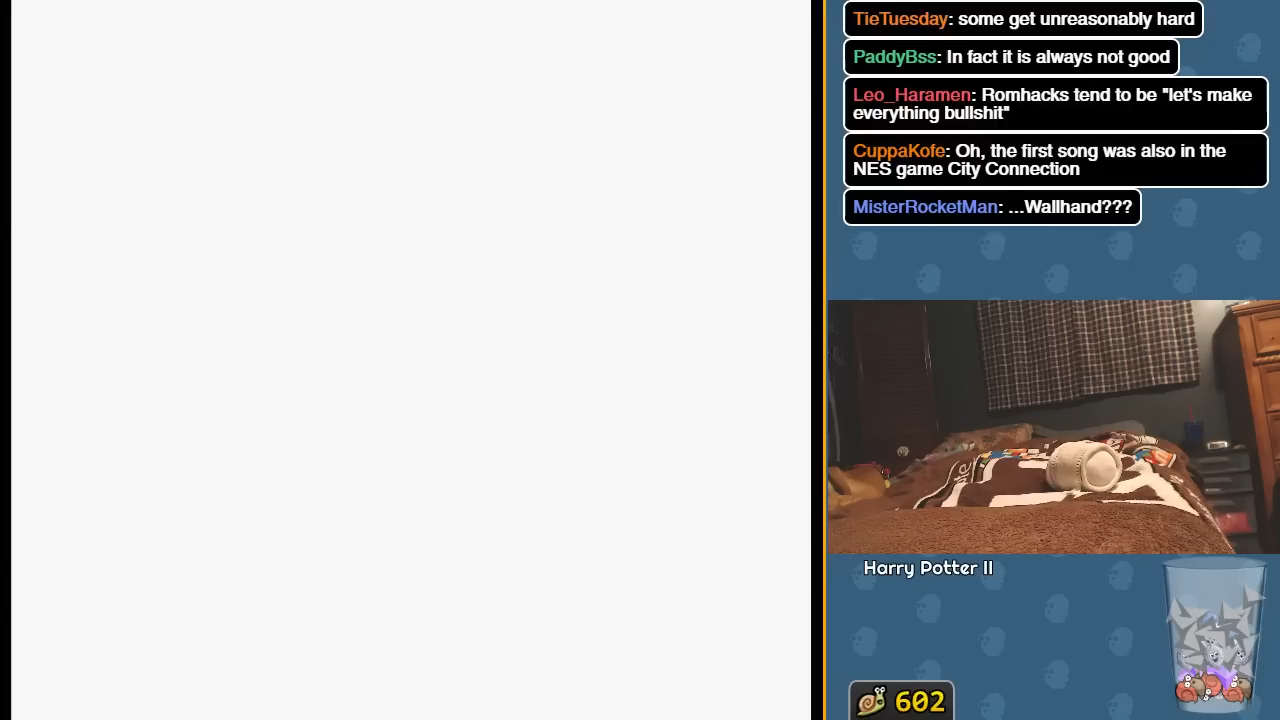 TieTuesday: some get unreasonably hard
PaddyBss: In fact it is always not good
Leo_Haramen: Romhacks tend to be "let's make
everything bullshit"
CuppaKofe: Oh, the first song was also in the
NES game City Connection
MisterRocketMan: ...Wallhand???
Harry Potter II
602